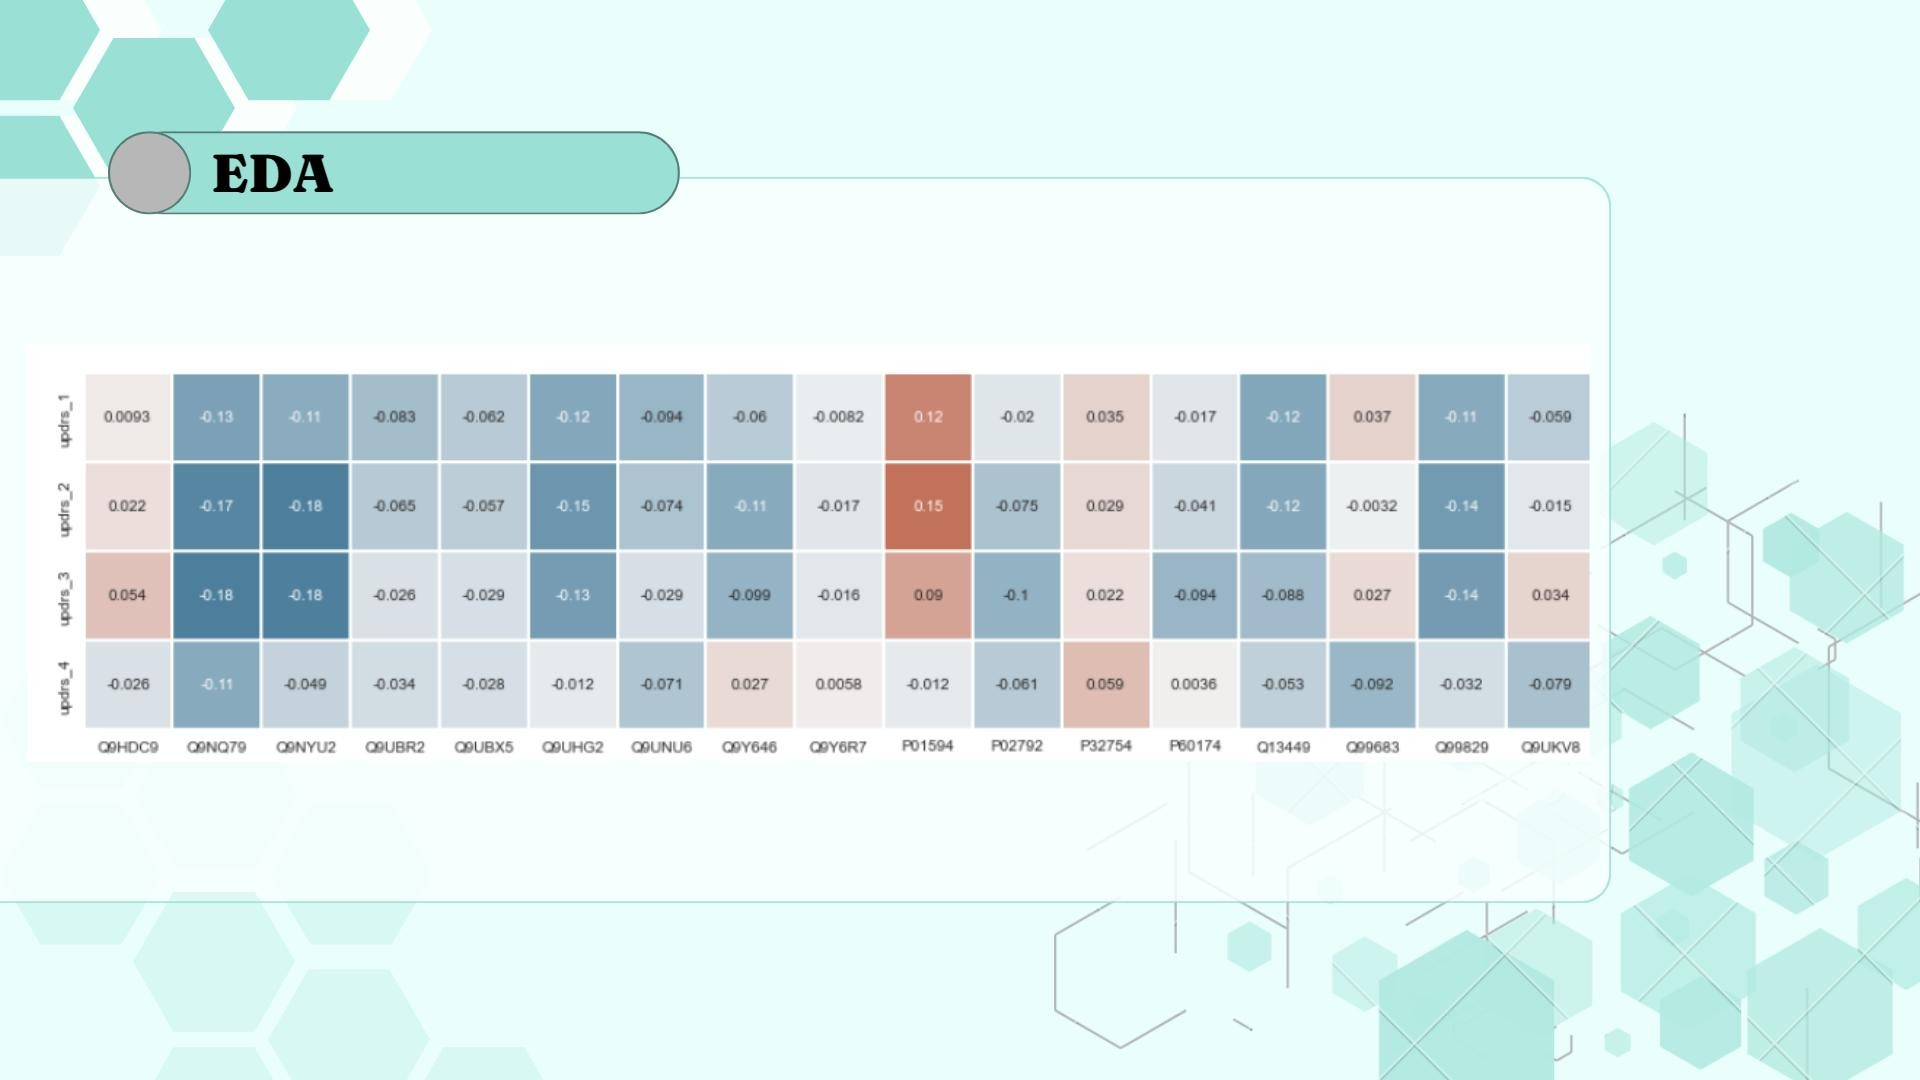 EDA
updrs_1 0.0093 -0.13 -0.11 -0.083 -0.062 -0.12 -0.094 -0.06 -0.0082 0.12 -0.02 0.035 -0.017 -0.12 0.037 -0.11 -0.059
updrs_2 0.022 -0.17 -0.18 -0.065 -0.057 -0.15 -0.074 -0.11 -0.017 0.15 -0.075 0.029 -0.041 -0.12 -0.0032 -0.14 -0.015
updrs_3 0.054 -0.18 -0.18 -0.026 -0.029 -0.13 -0.029 -0.099 -0.016 0.09 -0.1 0.022 -0.094 -0.088 0.027 -0.14 0.034
updrs_4 -0.026 -0.11 -0.049 -0.034 -0.028 -0.012 -0.071 0.027 0.0058 -0.012 -0.061 0.059 0.0036 -0.053 -0.092 -0.032 -0.079
Q9HDC9 Q9NQ79 Q9NYU2 Q9UBR2 Q9UBX5 Q9UHG2 Q9UNU6 Q9Y646 Q9Y6R7 P01594 P02792 P32754 P60174 Q13449 Q99683 Q99829 Q9UKV8